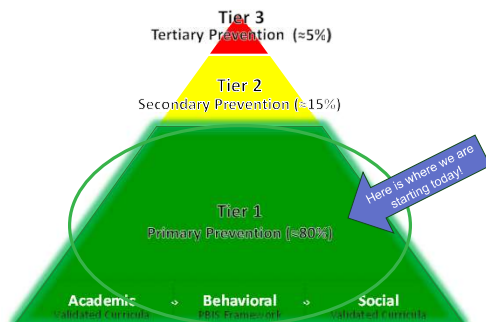 Tier 3
Tertiary Prevention (≈5%)
Tier 2
Secondary Prevention (≈15%)
Here is where we are
starting today!
Tier 1
Primary Prevention (≈80%)
Academic Behavioral Social
Validated Curricula PBIS Framework Validated Curricula